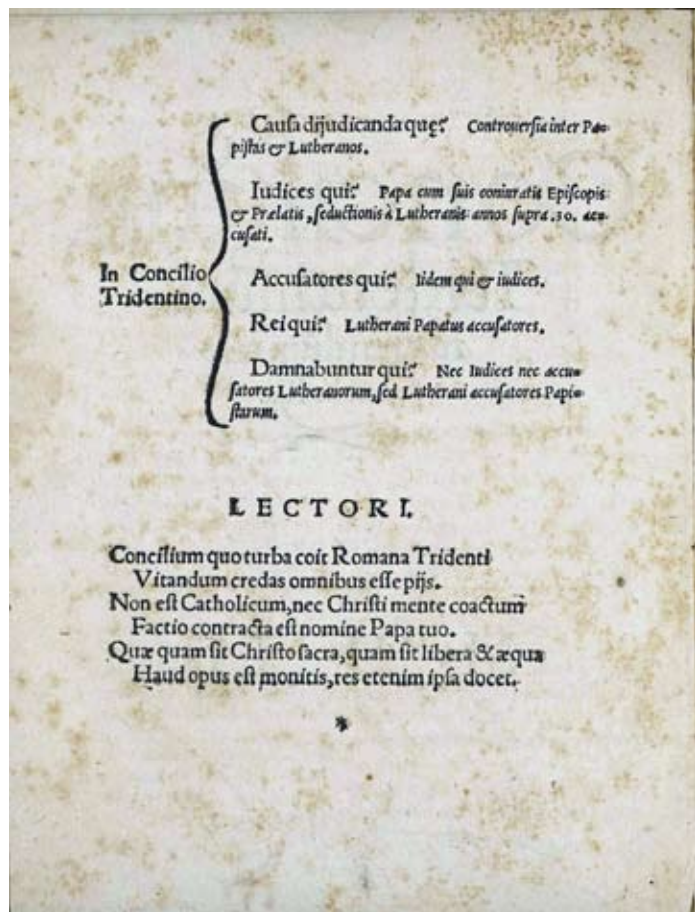 Cauſa dijudicanda quę? Controuerſia inter Pa-
piſtas & Lutheranos.
Iudices qui? Papa cum ſuis coniuratis Epiſcopis
& Prælatis, ſeductionis à Lutheranis annos ſupra .30. ac-
cuſati.
In Concilio
Tridentino.
Accuſatores qui? Iidem qui & iudices.
Rei qui? Lutherani Papatus accuſatores.
Damnabuntur qui? Nec Iudices nec accu-
ſatores Lutheranorum, ſed Lutherani accuſatores Papi-
ſtarum.
LECTORI.
Concilium quo turba coit Romana Tridenti
Vitandum credas omnibus eſſe pijs.
Non eſt Catholicum, nec Chriſti mente coactum
Factio contracta eſt nomine Papa tuo.
Quæ quam ſit Chriſto ſacra, quam ſit libera & æqua
Haud opus eſt monitis, res etenim ipſa docet.